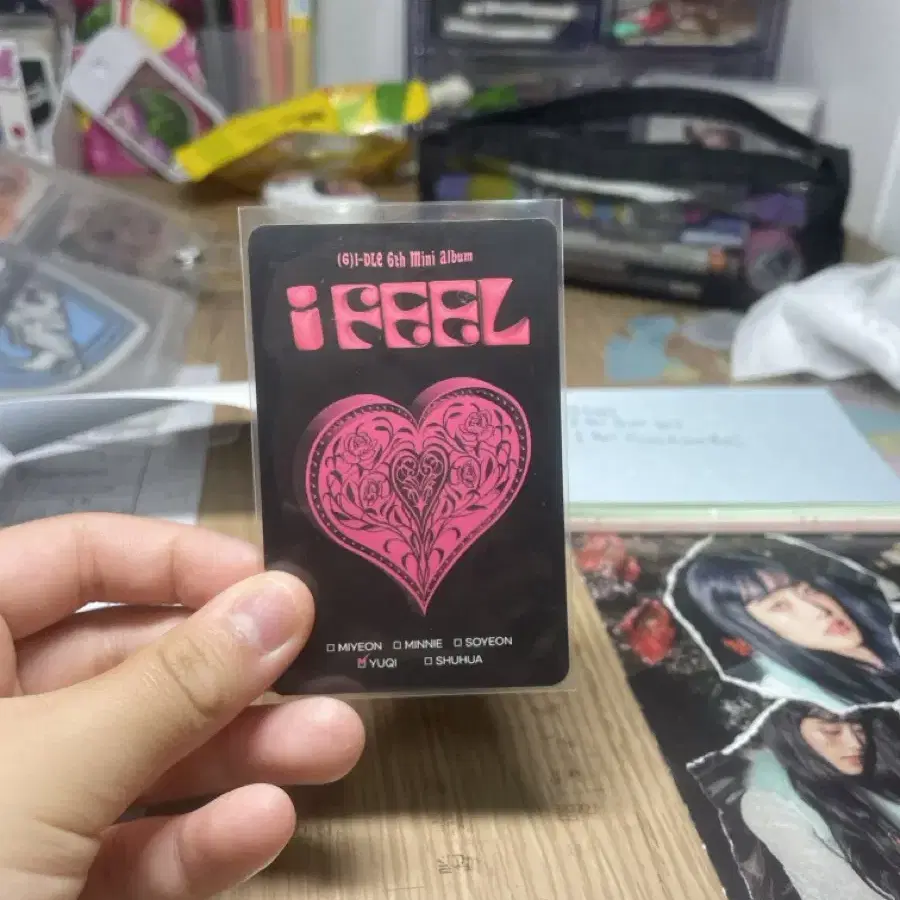 (G)I-DLE 6th Mini Album
i FEEL
MIYEON MINNIE SOYEON
YUQI SHUHUA